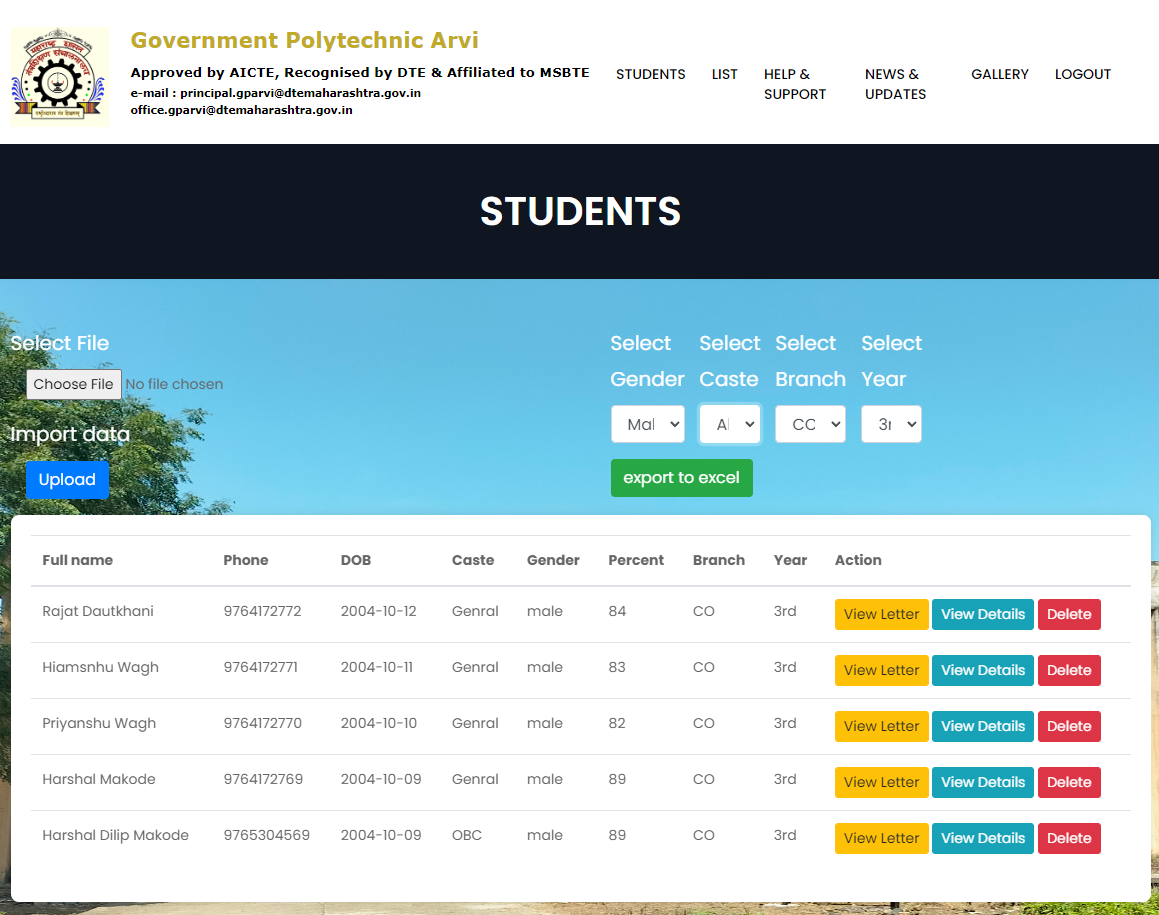 Government Polytechnic Arvi
Approved by AICTE, Recognised by DTE & Affiliated to MSBTE
e-mail : principal.gparvi@dtemaharashtra.gov.in
office.gparvi@dtemaharashtra.gov.in
STUDENTS LIST HELP & SUPPORT NEWS & UPDATES GALLERY LOGOUT
STUDENTS
Select File
Choose File No file chosen
Import data
Upload
Select Gender Select Caste Select Branch Select Year
Mal Al CO 3r
export to excel
Full name Phone DOB Caste Gender Percent Branch Year Action
Rajat Dautkhani 9764172772 2004-10-12 Genral male 84 CO 3rd View Letter View Details Delete
Hiamsnhu Wagh 9764172771 2004-10-11 Genral male 83 CO 3rd View Letter View Details Delete
Priyanshu Wagh 9764172770 2004-10-10 Genral male 82 CO 3rd View Letter View Details Delete
Harshal Makode 9764172769 2004-10-09 Genral male 89 CO 3rd View Letter View Details Delete
Harshal Dilip Makode 9765304569 2004-10-09 OBC male 89 CO 3rd View Letter View Details Delete